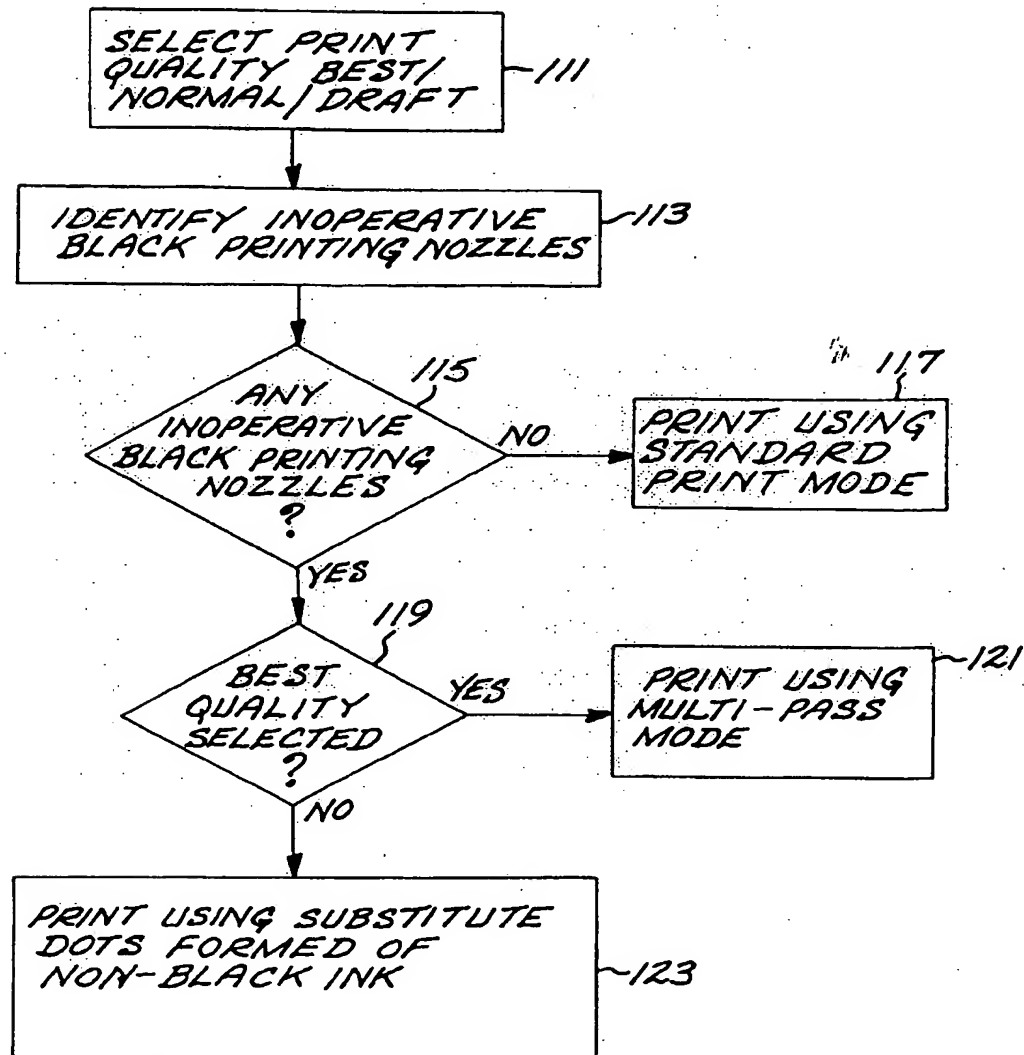 SELECT PRINT
QUALITY BEST/
NORMAL/DRAFT
111
IDENTIFY INOPERATIVE
BLACK PRINTING NOZZLES
113
ANY
INOPERATIVE
BLACK PRINTING
NOZZLES
?
115
NO
117
PRINT USING
STANDARD
PRINT MODE
YES
119
BEST
QUALITY
SELECTED
?
YES
121
PRINT USING
MULTI-PASS
MODE
NO
PRINT USING SUBSTITUTE
DOTS FORMED OF
NON-BLACK INK
123